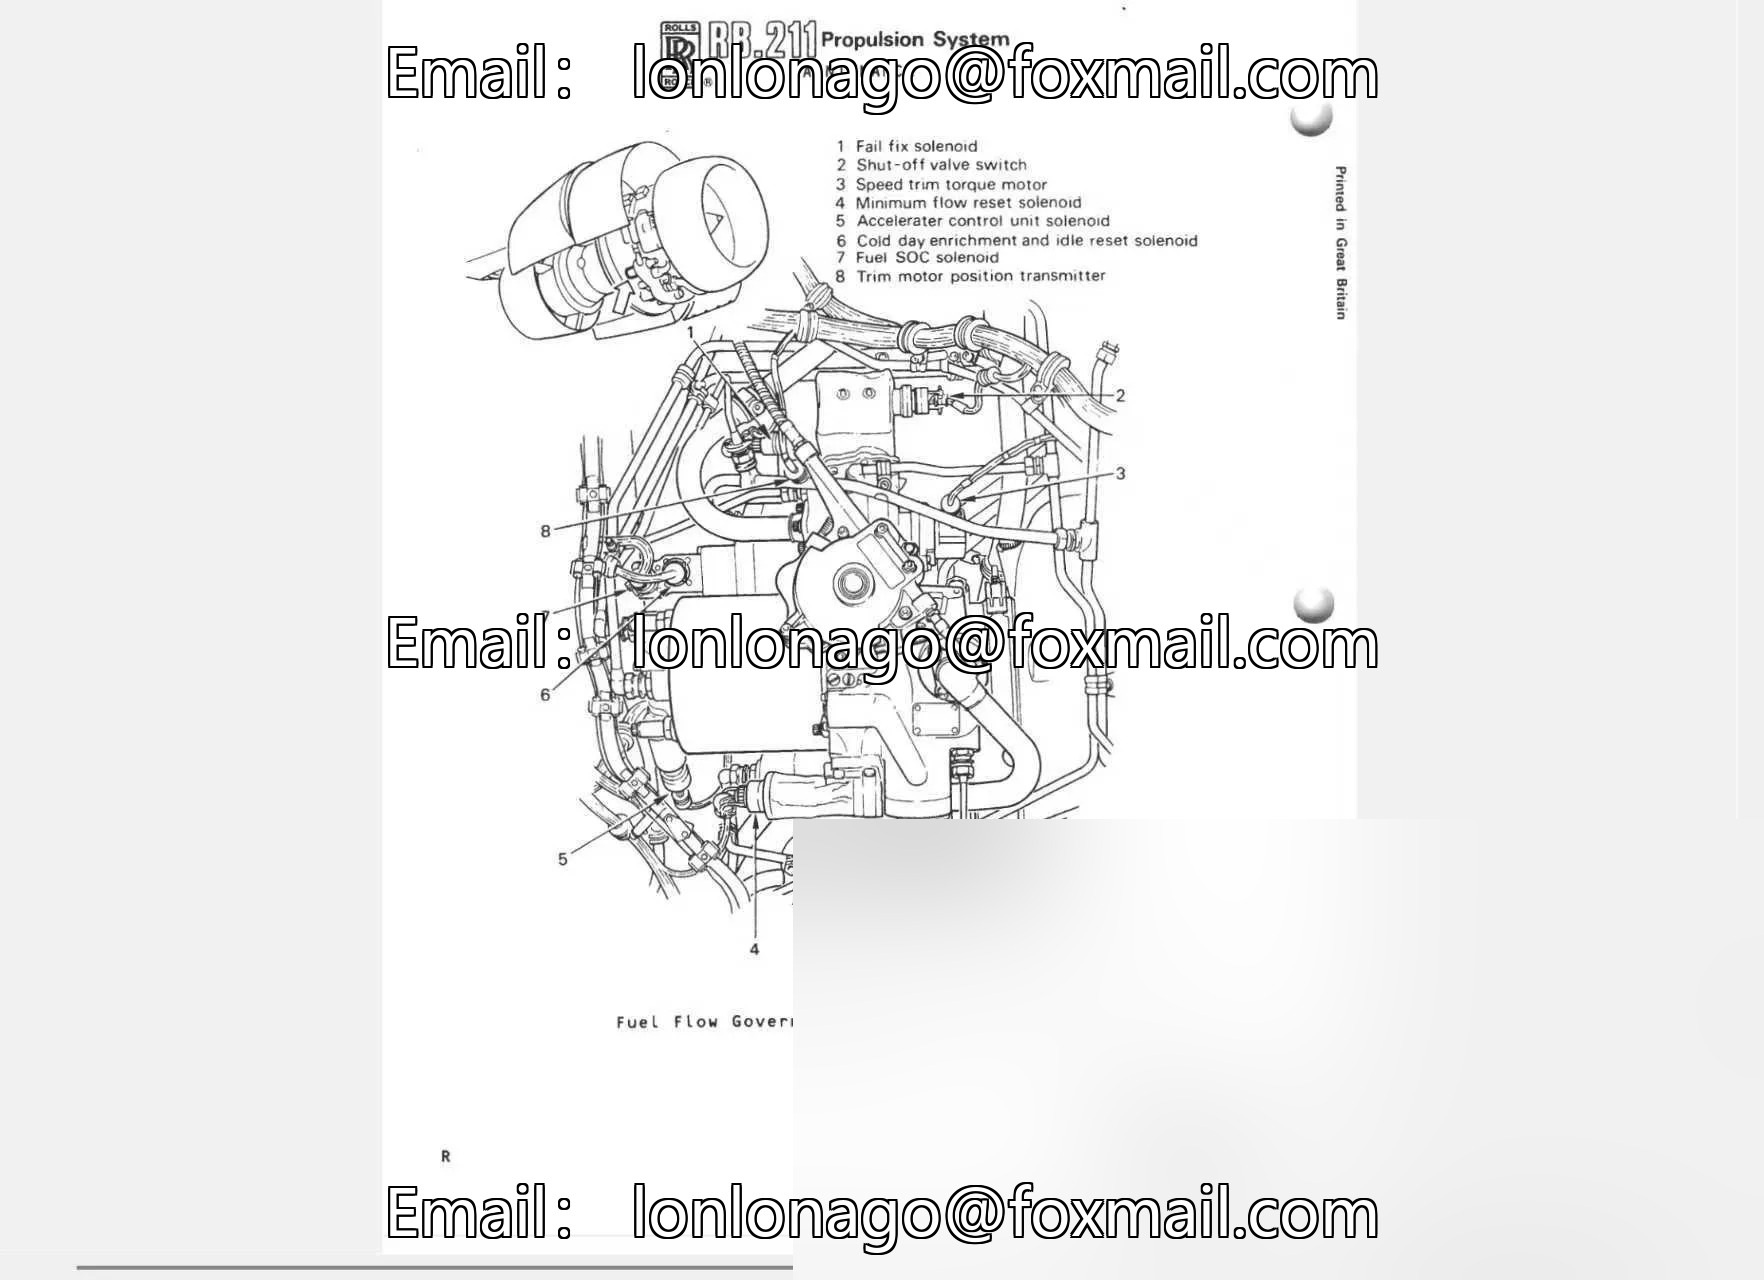 ROLLS
RR
RB.211 Propulsion System
®
Email： lonlonago@foxmail.com
1 Fail fix solenoid
2 Shut-off valve switch
3 Speed trim torque motor
4 Minimum flow reset solenoid
5 Accelerater control unit solenoid
6 Cold day enrichment and idle reset solenoid
7 Fuel SOC solenoid
8 Trim motor position transmitter
Printed in Great Britain
1
2
3
8
7
Email： lonlonago@foxmail.com
6
5
4
Fuel Flow
R
Email： lonlonago@foxmail.com